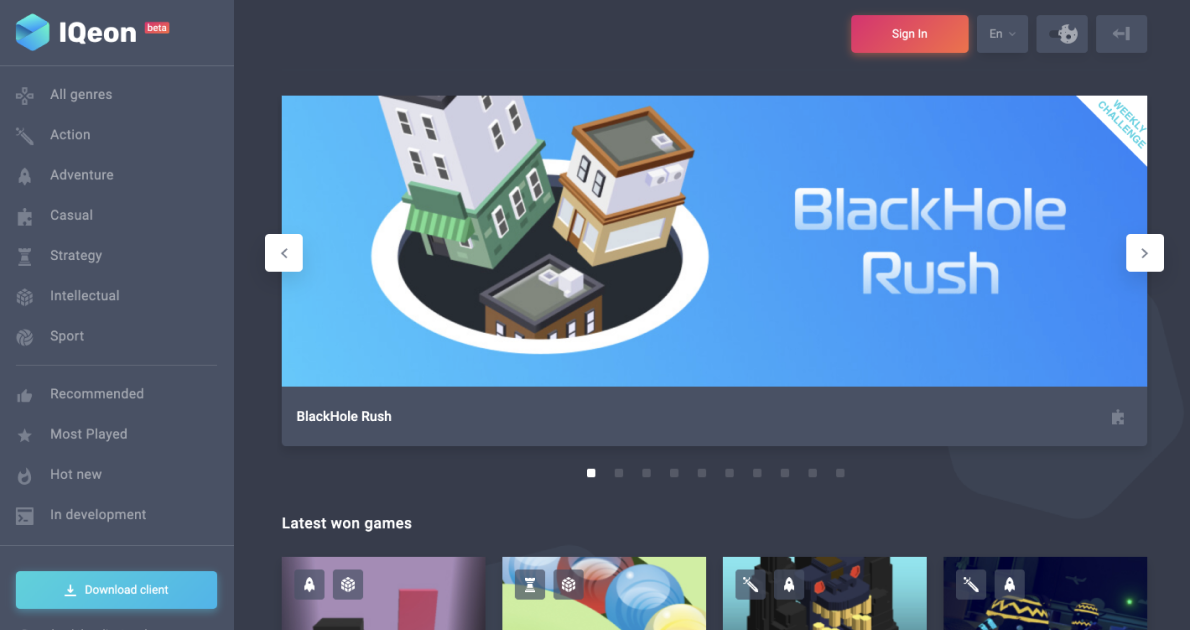 IQeon beta
Sign In
En
All genres
Action
Adventure
Casual
Strategy
Intellectual
Sport
Recommended
Most Played
Hot new
In development
Download client
WEEKLY
CHALLENGE
BlackHole
Rush
BlackHole Rush
Latest won games